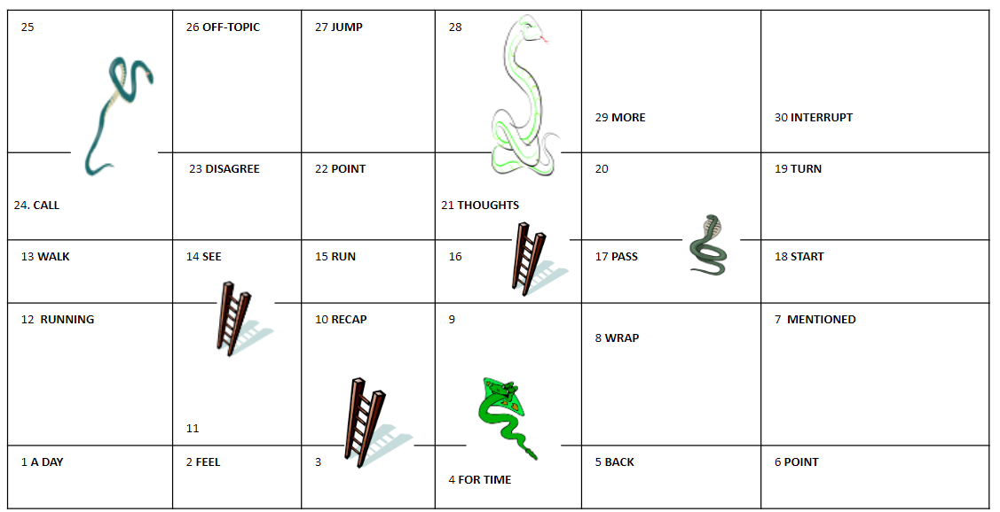 25
26 OFF-TOPIC
27 JUMP
28
29 MORE
30 INTERRUPT
24. CALL
23 DISAGREE
22 POINT
21 THOUGHTS
20
19 TURN
13 WALK
14 SEE
15 RUN
16
17 PASS
18 START
12 RUNNING
11
10 RECAP
9
8 WRAP
7 MENTIONED
1 A DAY
2 FEEL
3
4 FOR TIME
5 BACK
6 POINT